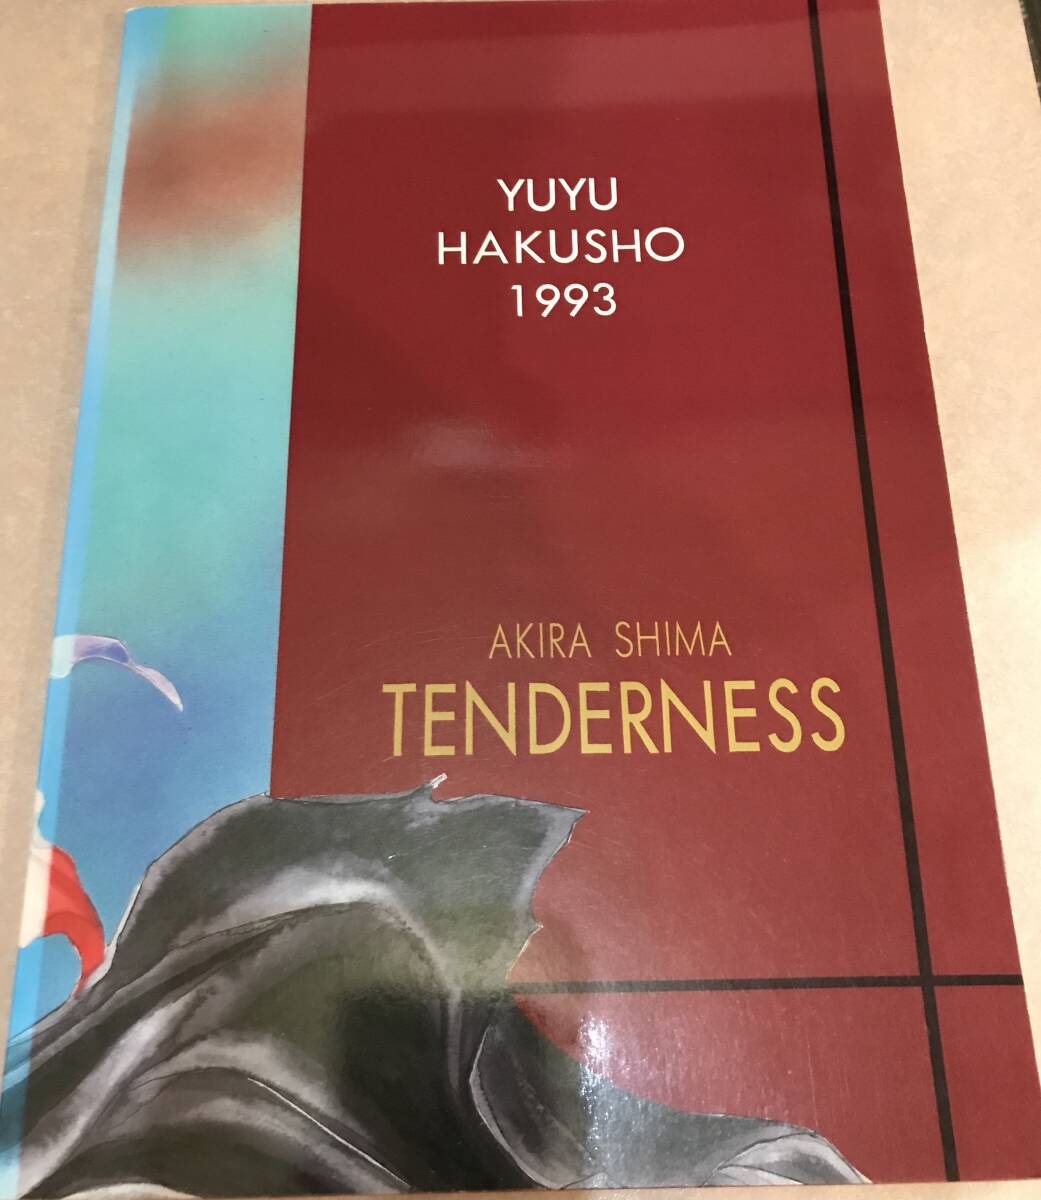 YUYU
HAKUSHO
1993
AKIRA SHIMA
TENDERNESS